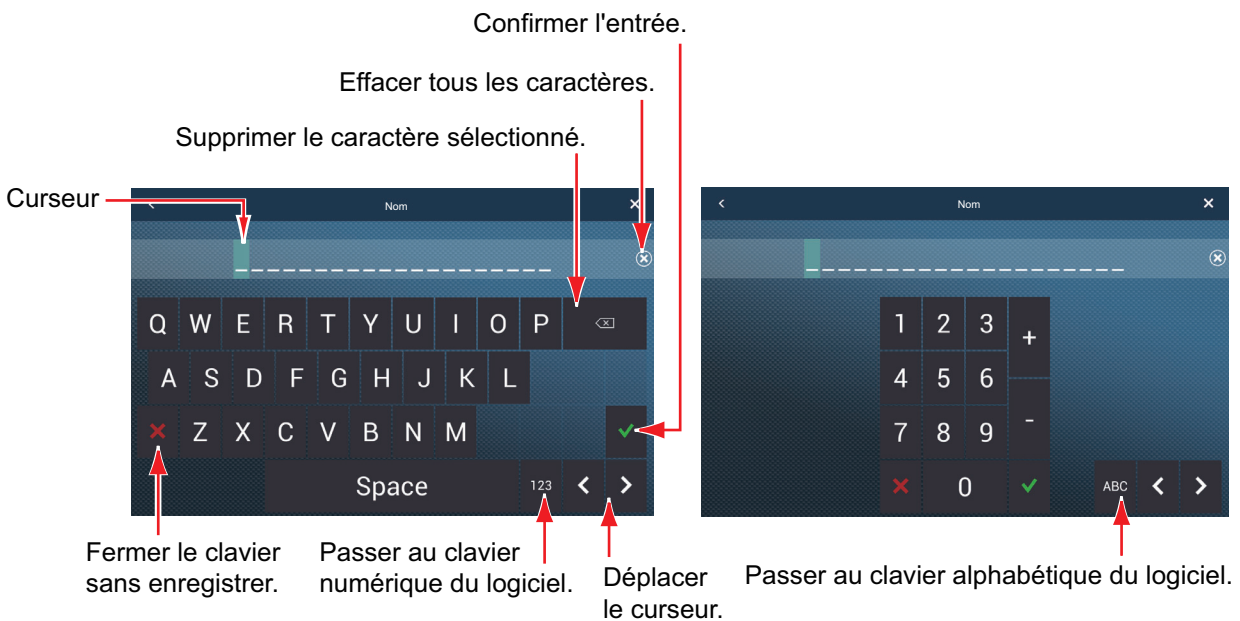 Confirmer l'entrée.
Effacer tous les caractères.
Supprimer le caractère sélectionné.
Curseur
Nom
Q W E R T Y U I O P
A S D F G H J K L
Z X C V B N M
Space 123
Nom
1 2 3 +
4 5 6
7 8 9 -
0 ABC
Fermer le clavier
sans enregistrer.
Passer au clavier
numérique du logiciel.
Déplacer
le curseur.
Passer au clavier alphabétique du logiciel.